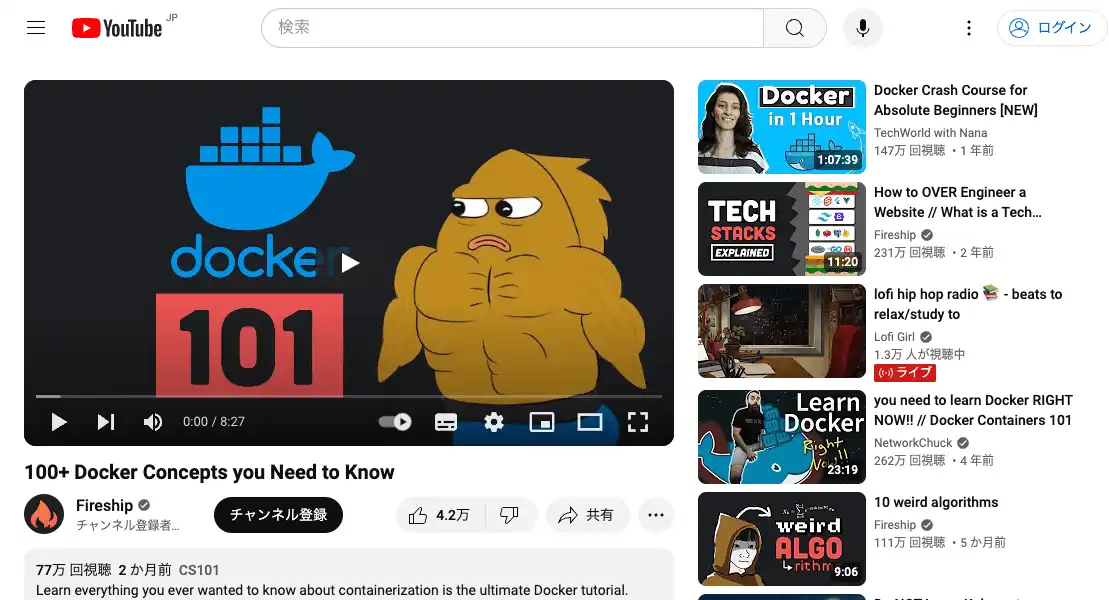 YouTube JP
検索
ログイン
docke
101
0:00 / 8:27
100+ Docker Concepts you Need to Know
Fireship
チャンネル登録者...
チャンネル登録
4.2万
共有
77万 回視聴 2 か月前 CS101
Learn everything you ever wanted to know about containerization is the ultimate Docker tutorial.
Docker
in 1 Hour
1:07:39
Docker Crash Course for
Absolute Beginners [NEW]
TechWorld with Nana
147万 回視聴 ・1 年前
TECH
STACKS
EXPLAINED
11:20
How to OVER Engineer a
Website // What is a Tech...
Fireship
231万 回視聴 ・2 年前
lofi hip hop radio 📚 - beats to
relax/study to
Lofi Girl
1.3万 人が視聴中
ライブ
Learn
Docker
Right
Now!!
23:19
you need to learn Docker RIGHT
NOW!! // Docker Containers 101
NetworkChuck
262万 回視聴 ・4 年前
weird
ALGO
rithm
9:06
10 weird algorithms
Fireship
111万 回視聴 ・5 か月前